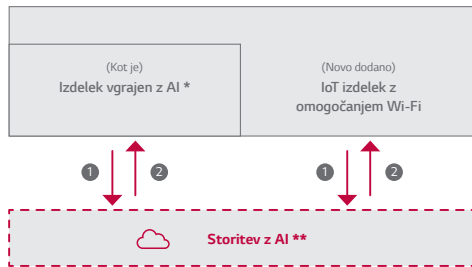 (Kot je)
Izdelek vgrajen z AI *
(Novo dodano)
IoT izdelek z
omogočanjem Wi-Fi
1 2 1 2
Storitev z AI **